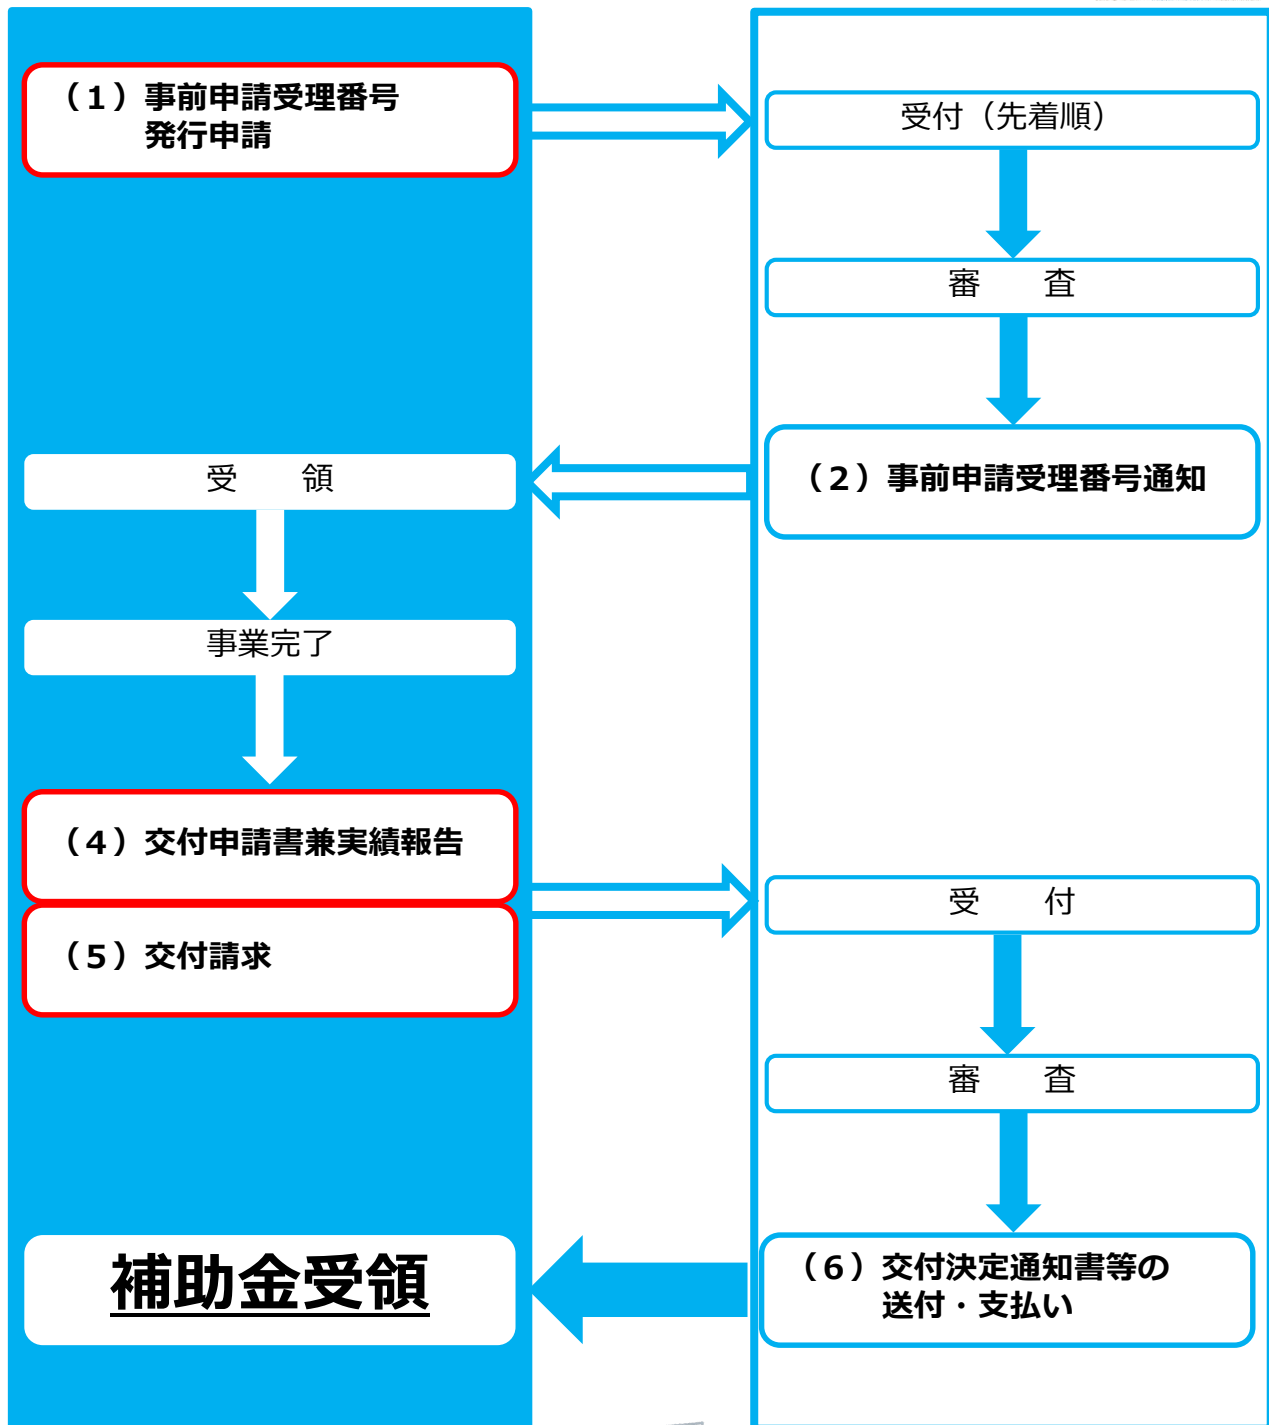 （1）事前申請受理番号
発行申請
受付（先着順）
審　　査
（2）事前申請受理番号通知
受　　領
事業完了
（4）交付申請書兼実績報告
（5）交付請求
受　　付
審　　査
（6）交付決定通知書等の
送付・支払い
補助金受領